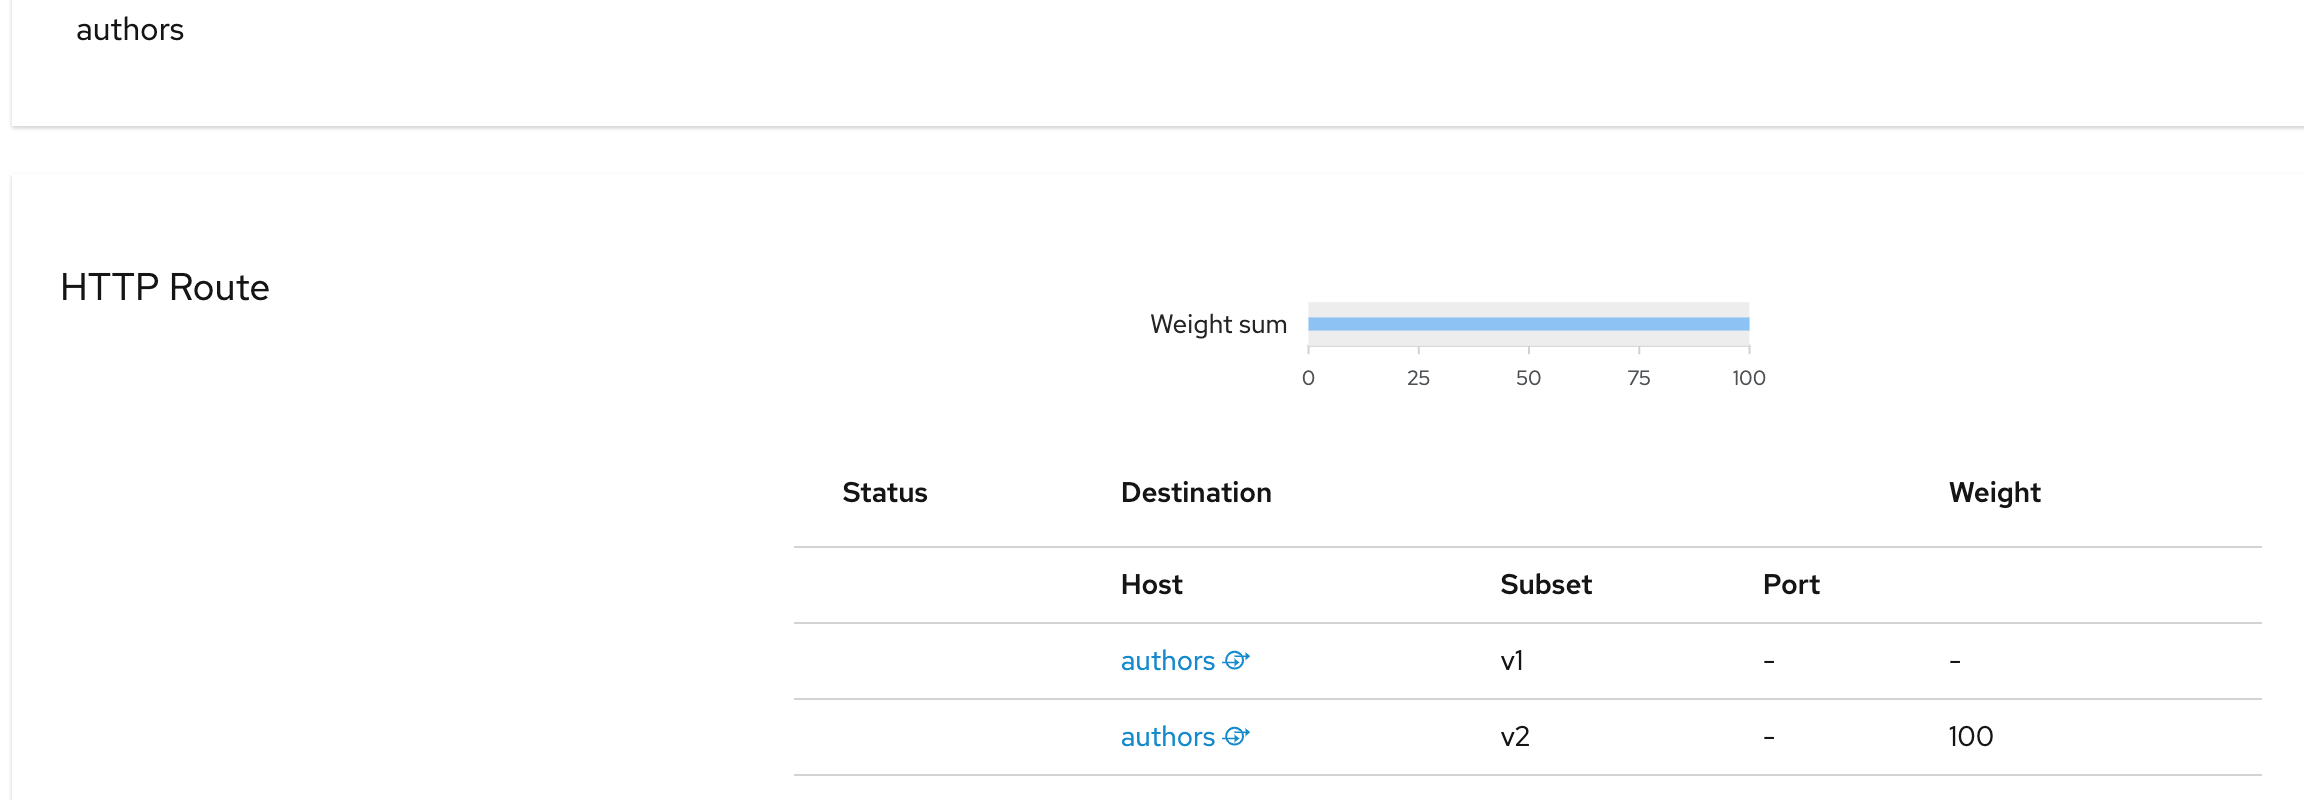 authors
HTTP Route
Weight sum
0 25 50 75 100
Status Destination Weight
Host Subset Port
authors v1 - -
authors v2 - 100